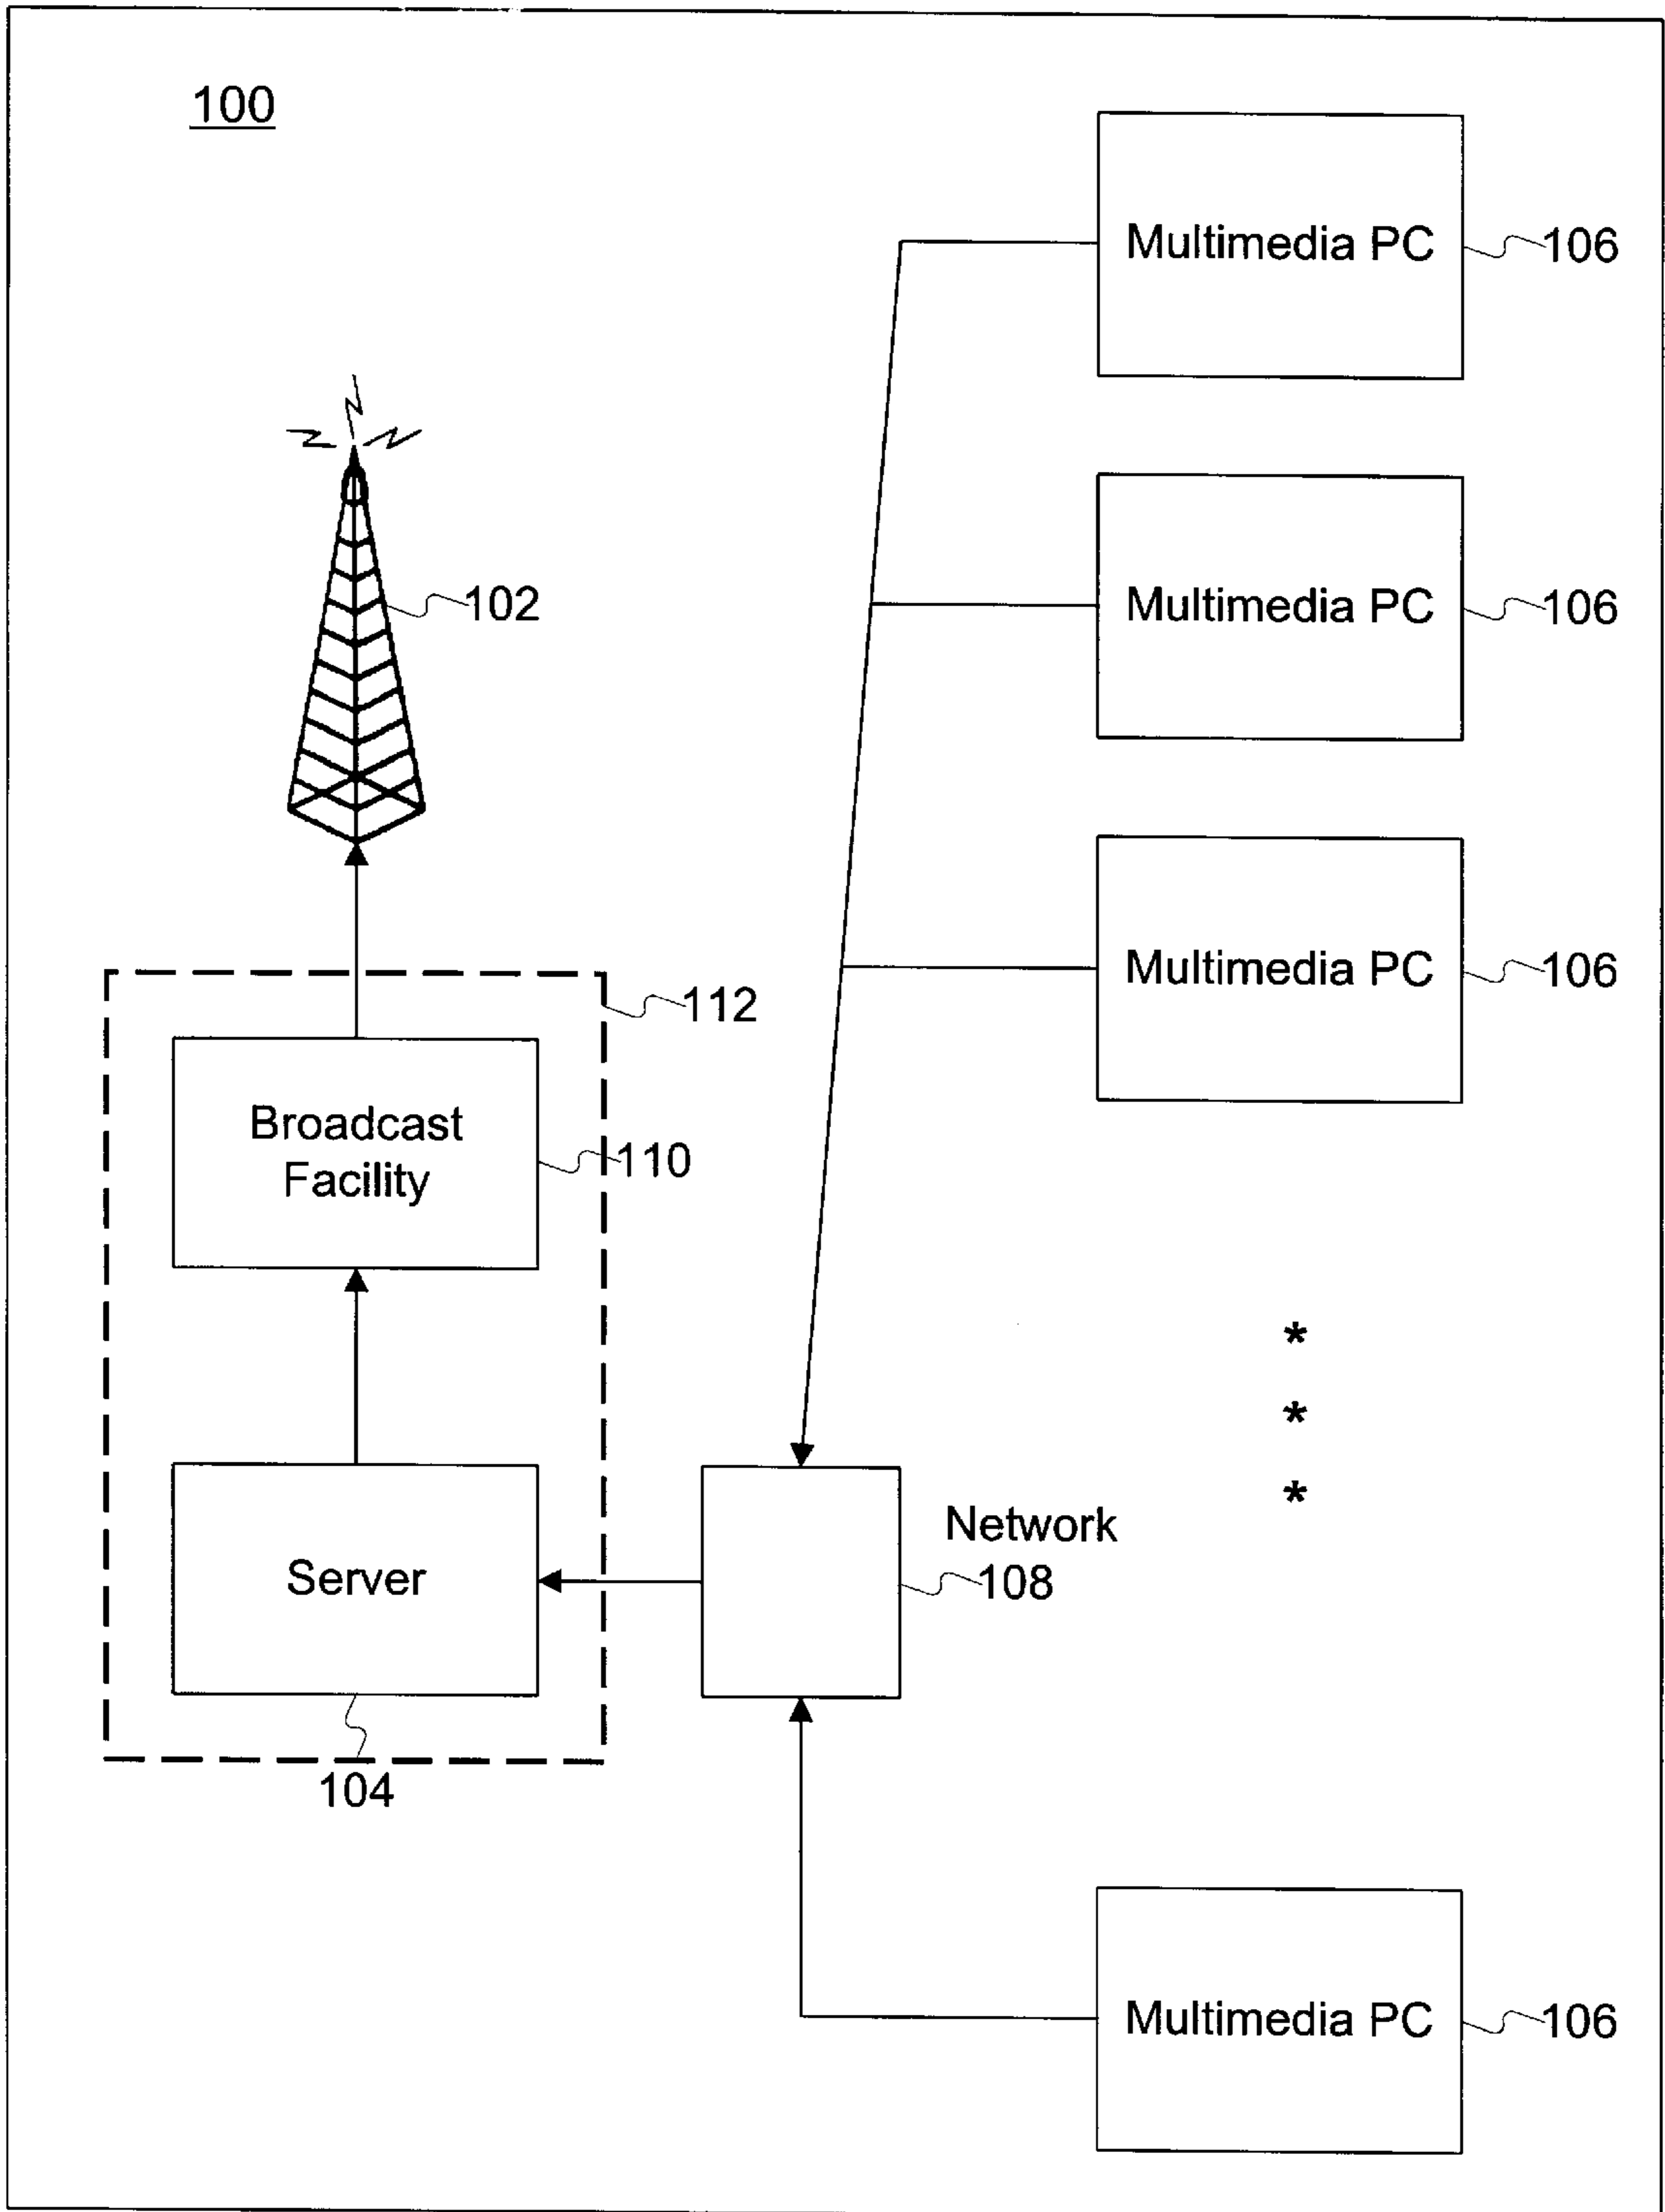 100
Multimedia PC
106
Multimedia PC
106
102
Multimedia PC
106
112
Broadcast
Facility
110
*
*
*
Network
108
Server
104
Multimedia PC
106